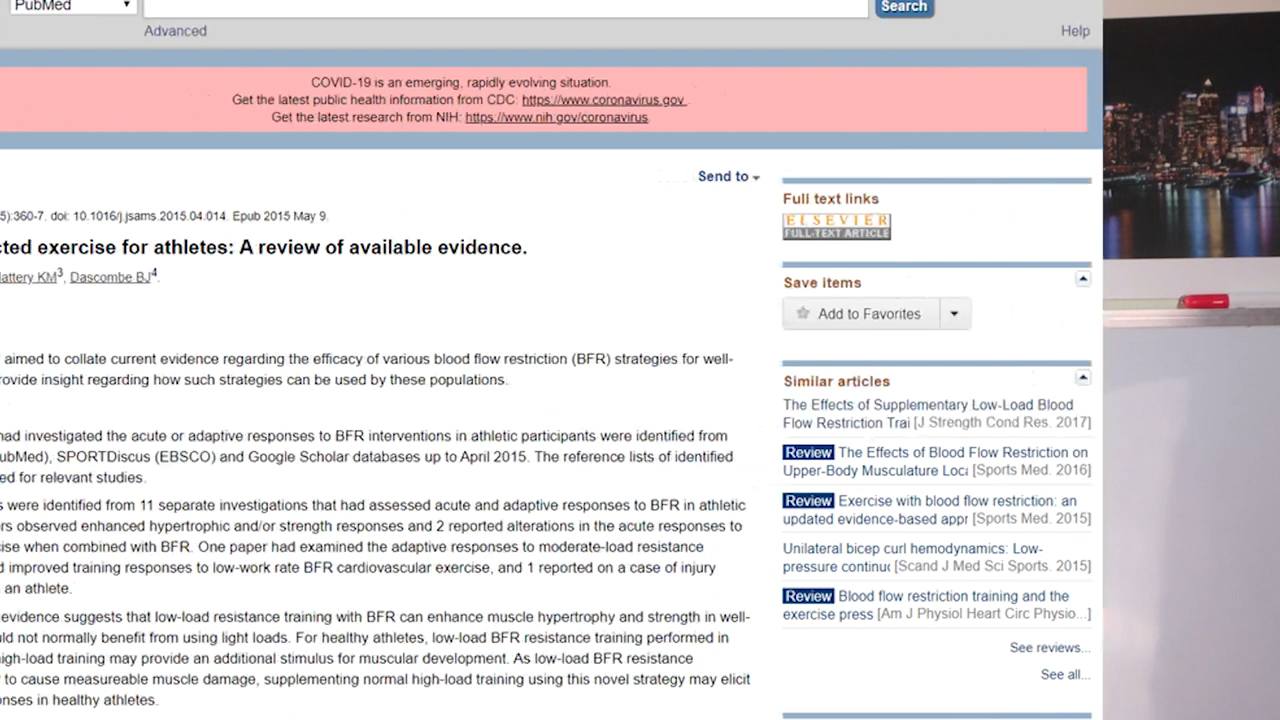 PubMed
Search
Advanced
Help
COVID-19 is an emerging, rapidly evolving situation.
Get the latest public health information from CDC: https://www.coronavirus.gov .
Get the latest research from NIH: https://www.nih.gov/coronavirus.
Send to
5):360-7. doi: 10.1016/j.jsams.2015.04.014. Epub 2015 May 9.
cted exercise for athletes: A review of available evidence.
lattery KM3, Dascombe BJ4.
aimed to collate current evidence regarding the efficacy of various blood flow restriction (BFR) strategies for well-
rovide insight regarding how such strategies can be used by these populations.
had investigated the acute or adaptive responses to BFR interventions in athletic participants were identified from
ubMed), SPORTDiscus (EBSCO) and Google Scholar databases up to April 2015. The reference lists of identified
ed for relevant studies.
s were identified from 11 separate investigations that had assessed acute and adaptive responses to BFR in athletic
rs observed enhanced hypertrophic and/or strength responses and 2 reported alterations in the acute responses to
ise when combined with BFR. One paper had examined the adaptive responses to moderate-load resistance
d improved training responses to low-work rate BFR cardiovascular exercise, and 1 reported on a case of injury
an athlete.
evidence suggests that low-load resistance training with BFR can enhance muscle hypertrophy and strength in well-
uld not normally benefit from using light loads. For healthy athletes, low-load BFR resistance training performed in
high-load training may provide an additional stimulus for muscular development. As low-load BFR resistance
to cause measureable muscle damage, supplementing normal high-load training using this novel strategy may elicit
nses in healthy athletes.
Full text links
ELSEVIER
FULL-TEXT ARTICLE
Save items
Add to Favorites
Similar articles
The Effects of Supplementary Low-Load Blood
Flow Restriction Trai [J Strength Cond Res. 2017]
Review The Effects of Blood Flow Restriction on
Upper-Body Musculature Loca [Sports Med. 2016]
Review Exercise with blood flow restriction: an
updated evidence-based appr [Sports Med. 2015]
Unilateral bicep curl hemodynamics: Low-
pressure continuc [Scand J Med Sci Sports. 2015]
Review Blood flow restriction training and the
exercise press [Am J Physiol Heart Circ Physio...]
See reviews...
See all...